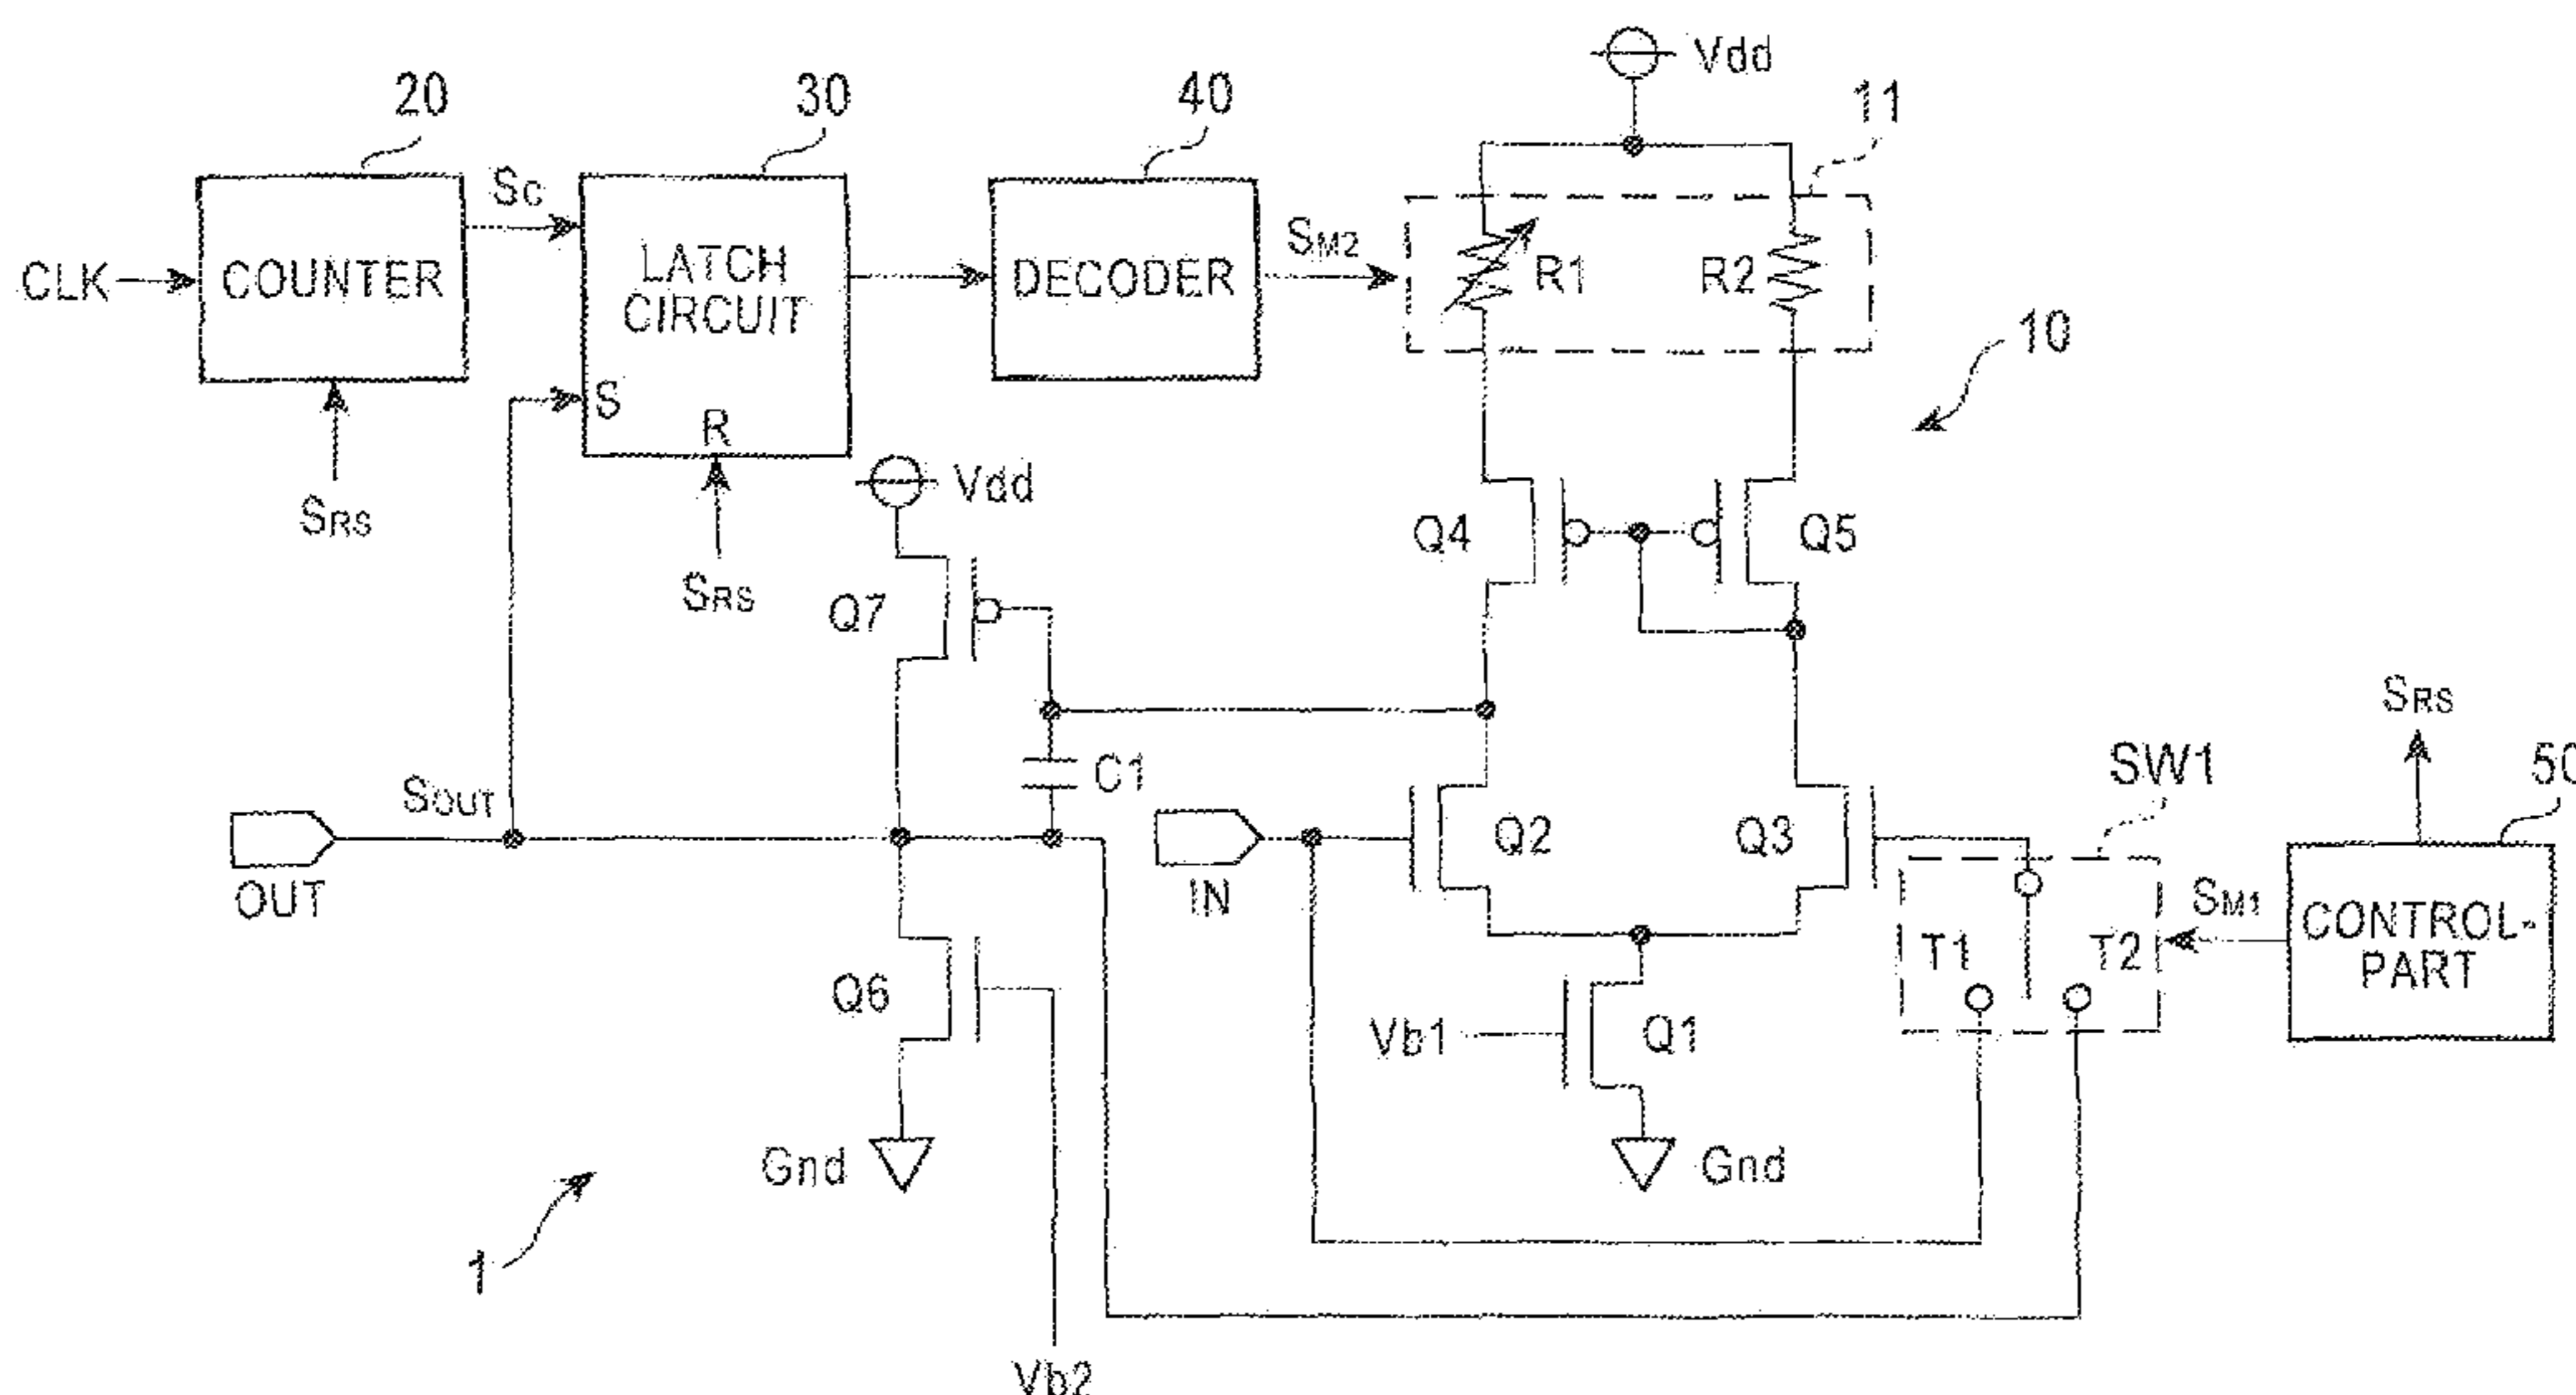 Vdd
20
30
40
11
Sc
CLK
COUNTER
LATCH
CIRCUIT
DECODER
SM2
R1
R2
10
S
R
SRS
SRS
Vdd
Q4
Q5
Q7
SRS
C1
SW1
50
SOUT
OUT
IN
Q2
Q3
SM1
CONTROL-
PART
T1
T2
Q6
Vb1
Q1
Gnd
Gnd
1
Vb2